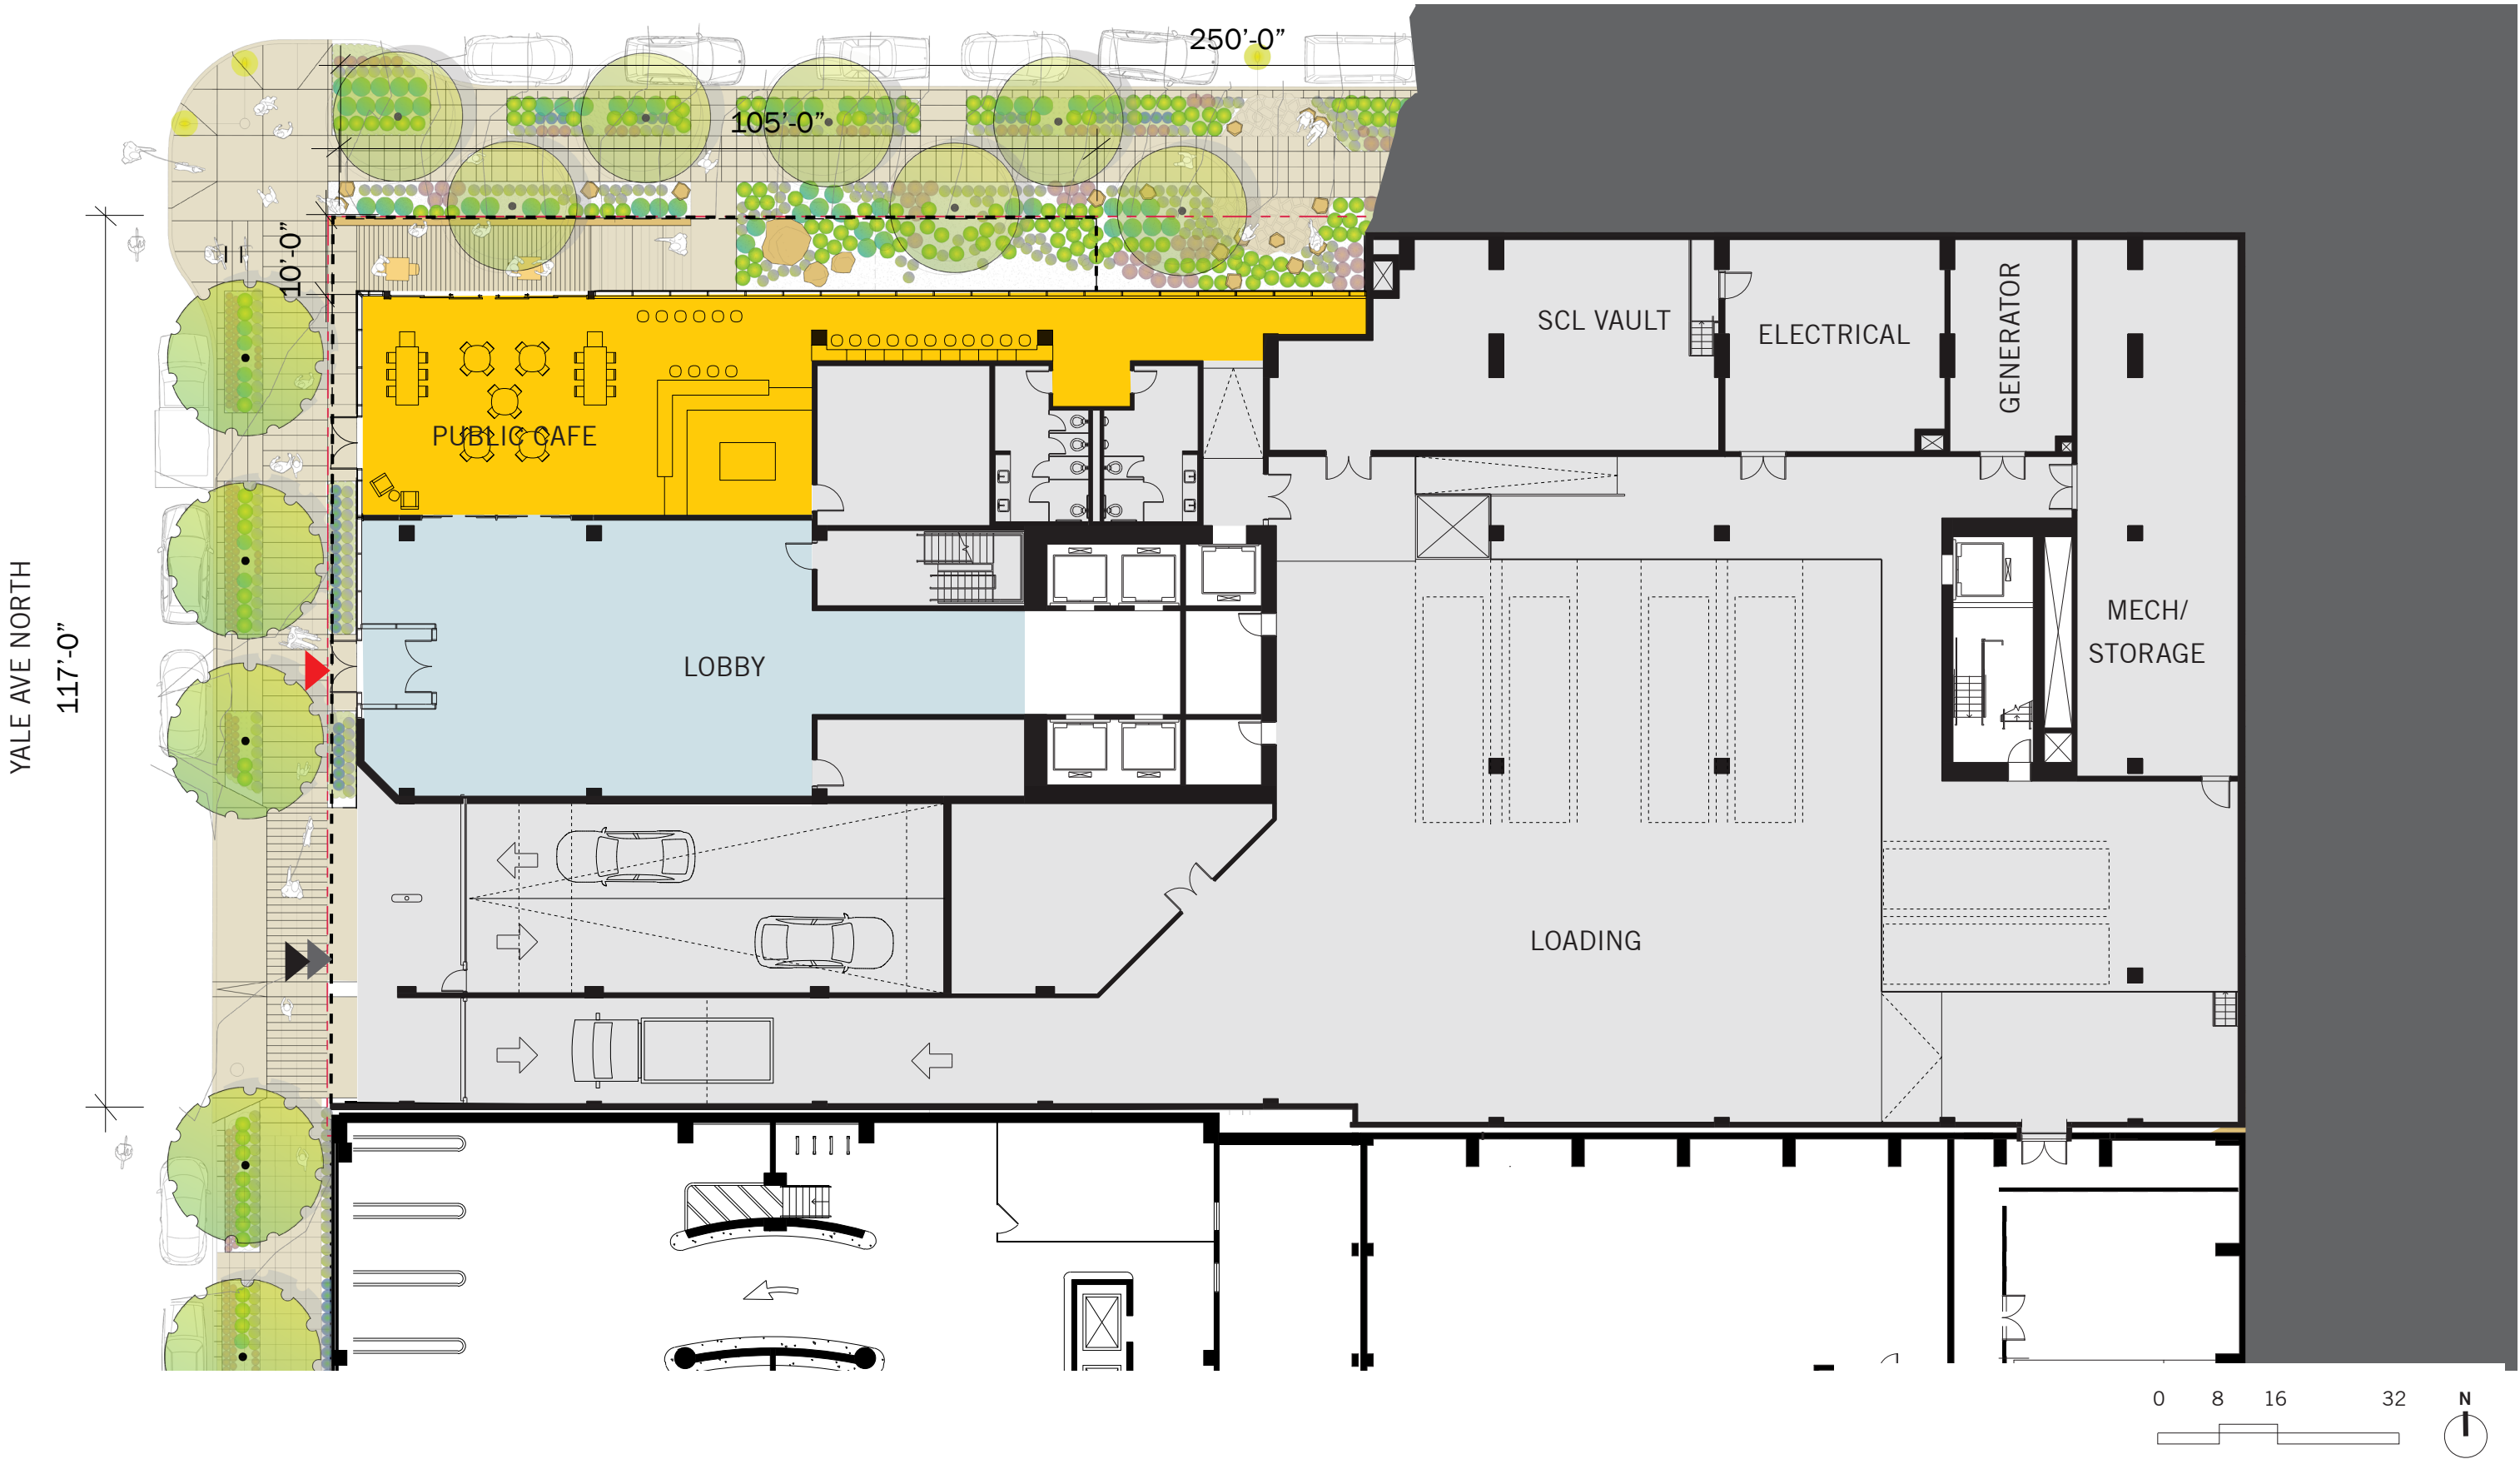 250'-0”
105'-0”
10'-0”
SCL VAULT
ELECTRICAL
GENERATOR
PUBLIC CAFE
YALE AVE NORTH
117'-0”
LOBBY
MECH/
STORAGE
LOADING
0 8 16 32
N